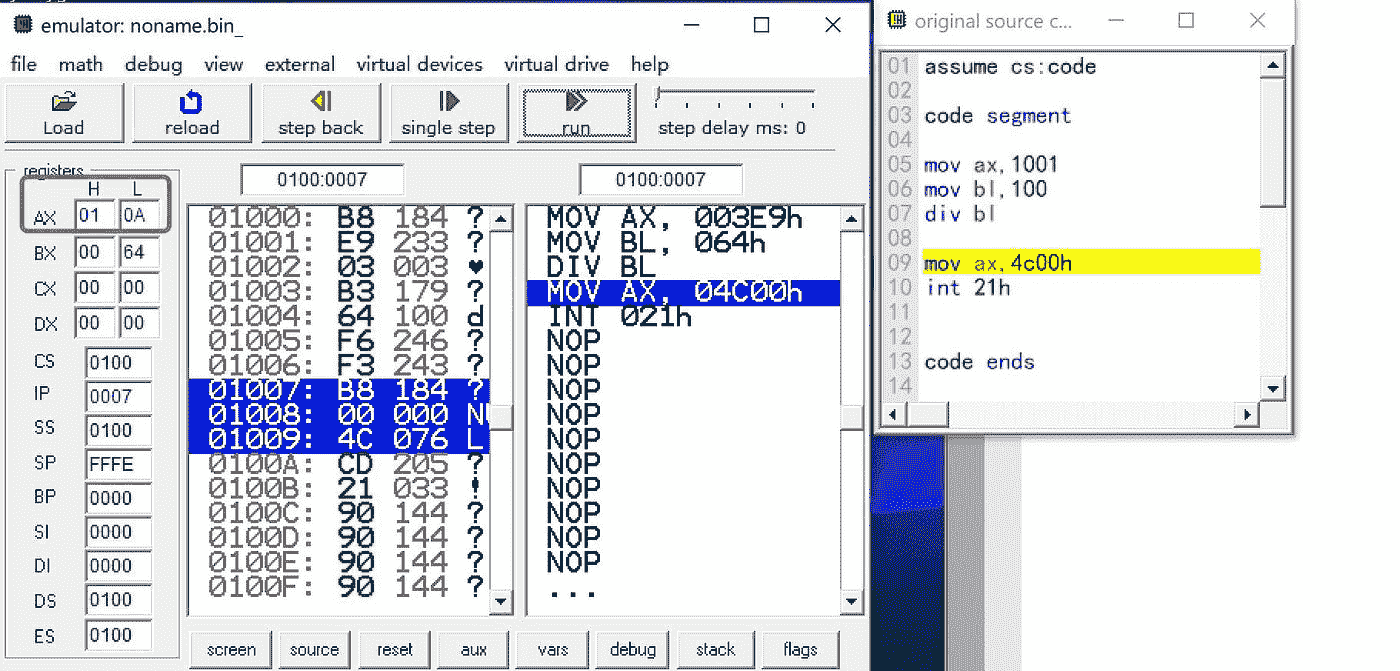 emulator: noname.bin_
file math debug view external virtual devices virtual drive help
Load reload step back single step run step delay ms: 0
registers
H L
AX 01 0A
BX 00 64
CX 00 00
DX 00 00
CS 0100
IP 0007
SS 0100
SP FFFE
BP 0000
SI 0000
DI 0000
DS 0100
ES 0100
0100:0007
01000: B8 184 ?
01001: E9 233 ?
01002: 03 003 ♥
01003: B3 179 ?
01004: 64 100 d
01005: F6 246 ?
01006: F3 243 ?
01007: B8 184 ?
01008: 00 000 NU
01009: 4C 076 L
0100A: CD 205 ?
0100B: 21 033 !
0100C: 90 144 ?
0100D: 90 144 ?
0100E: 90 144 ?
0100F: 90 144 ?
0100:0007
MOV AX, 003E9h
MOV BL, 064h
DIV BL
MOV AX, 04C00h
INT 021h
NOP
NOP
NOP
NOP
NOP
NOP
NOP
NOP
NOP
NOP
...
screen source reset aux vars debug stack flags
original source c...
01 assume cs:code
02
03 code segment
04
05 mov ax,1001
06 mov bl,100
07 div bl
08
09 mov ax,4c00h
10 int 21h
11
12
13 code ends
14